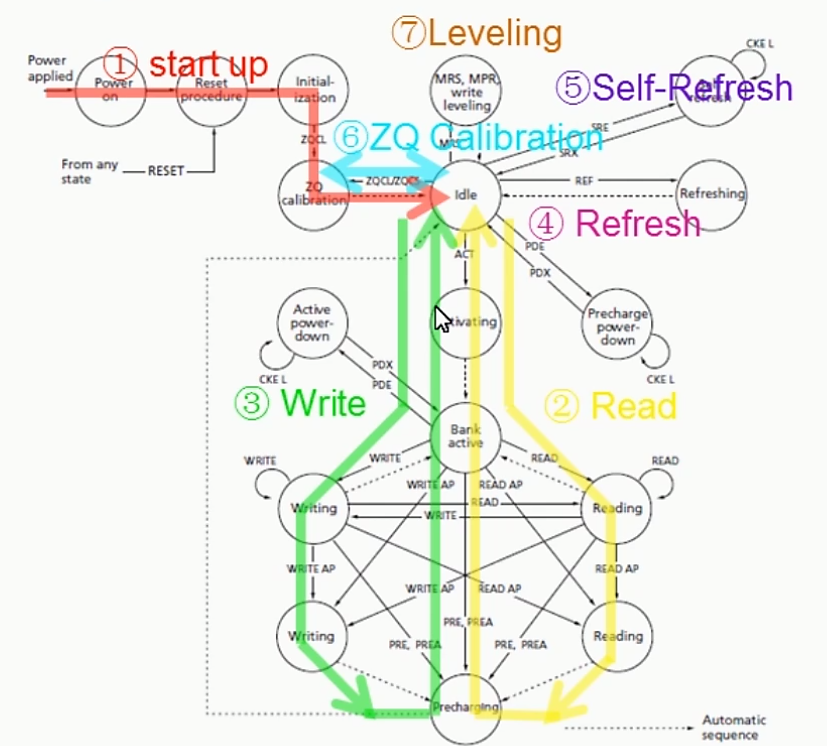 ⑦Leveling
CKE L
Power applied
① start up
Power on
Reset procedure
Initial-
ization
MRS, MPR,
write
leveling
⑤Self-Refresh
refresh
ZQCL
⑥ZQ Calibration
MRS
SRE
SRX
From any
state
RESET
ZQ
calibration
ZQCL/ZQCS
Idle
REF
Refreshing
④ Refresh
ACT
PDE
PDX
Active
power-
down
tivating
Precharge
power-
down
PDX
PDE
CKE L
CKE L
③ Write
② Read
Bank
active
WRITE
WRITE
READ
READ
WRITE AP
READ AP
Writing
READ
WRITE
Reading
WRITE AP
READ AP
WRITE AP
READ AP
Writing
PRE, PREA
Reading
PRE, PREA
PRE, PREA
Precharging
Automatic
sequence